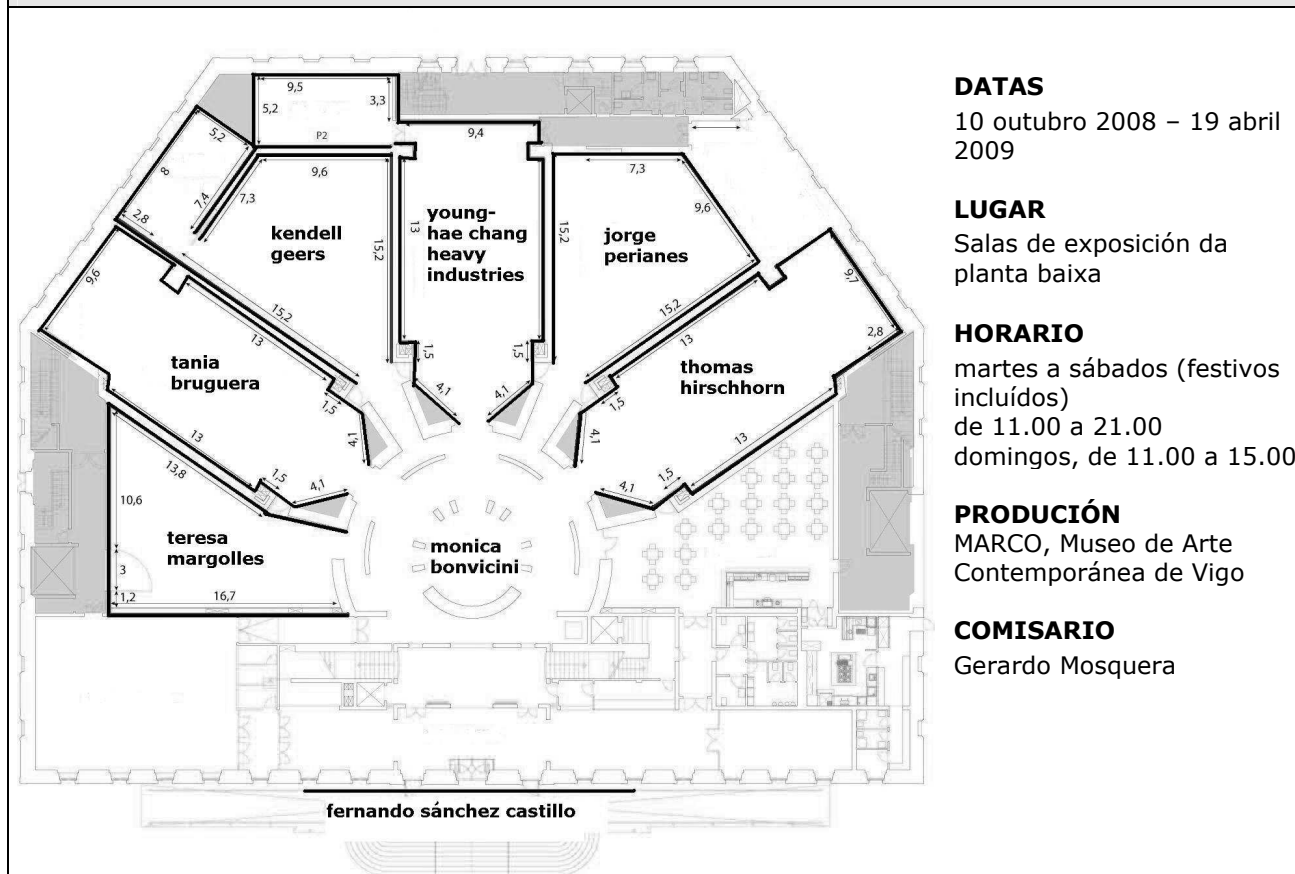 9,5
3,3
5,2
P2
9,4
5,2
8
7,4
2,8
9,6
7,3
kendell
geers
15,2
15,2
13
young-
hae chang
heavy
industries
1,5
1,5
4,1
4,1
7,3
9,6
15,2
jorge
perianes
15,2
9,6
13
tania
bruguera
1,5
4,1
13
1,5
4,1
9,7
2,8
13
thomas
hirschhorn
1,5
4,1
13
1,5
4,1
13,8
10,6
teresa
margolles
3
1,2
16,7
monica
bonvicini
fernando sánchez castillo
DATAS
10 outubro 2008 – 19 abril
2009
LUGAR
Salas de exposición da
planta baixa
HORARIO
martes a sábados (festivos
incluídos)
de 11.00 a 21.00
domingos, de 11.00 a 15.00
PRODUCIÓN
MARCO, Museo de Arte
Contemporánea de Vigo
COMISARIO
Gerardo Mosquera